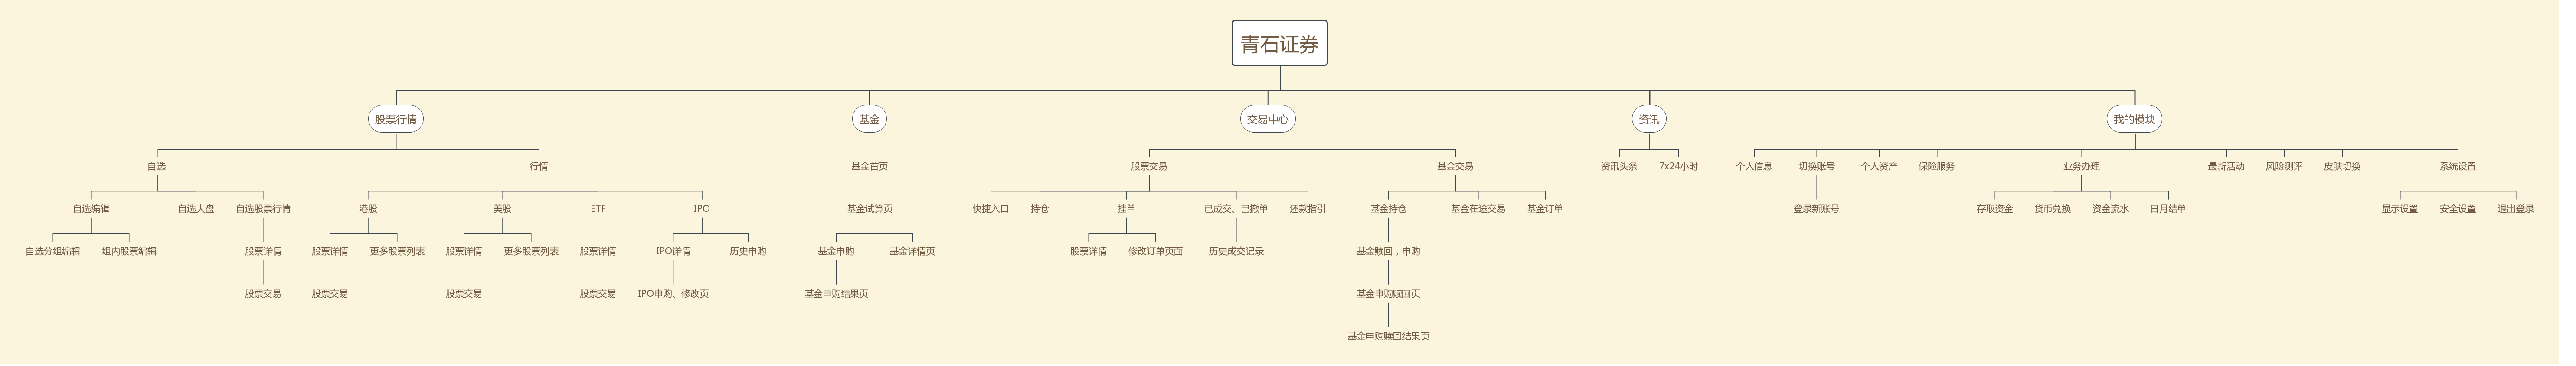 青石证券
股票行情
基金
交易中心
资讯
我的模块
自选
行情
基金首页
股票交易
基金交易
资讯头条
7x24小时
个人信息
切换账号
个人资产
保险服务
业务办理
最新活动
风险测评
皮肤切换
系统设置
自选编辑
自选大盘
自选股票行情
港股
美股
ETF
IPO
基金试算页
快捷入口
持仓
挂单
已成交、已撤单
还款指引
基金持仓
基金在途交易
基金订单
登录新账号
存取资金
货币兑换
资金流水
日月结单
显示设置
安全设置
退出登录
自选分组编辑
组内股票编辑
股票详情
股票详情
更多股票列表
股票详情
更多股票列表
股票详情
IPO详情
历史申购
基金申购
基金详情页
股票详情
修改订单页面
历史成交记录
基金赎回，申购
股票交易
股票交易
股票交易
股票交易
IPO申购、修改页
基金申购结果页
基金申购赎回页
基金申购赎回结果页